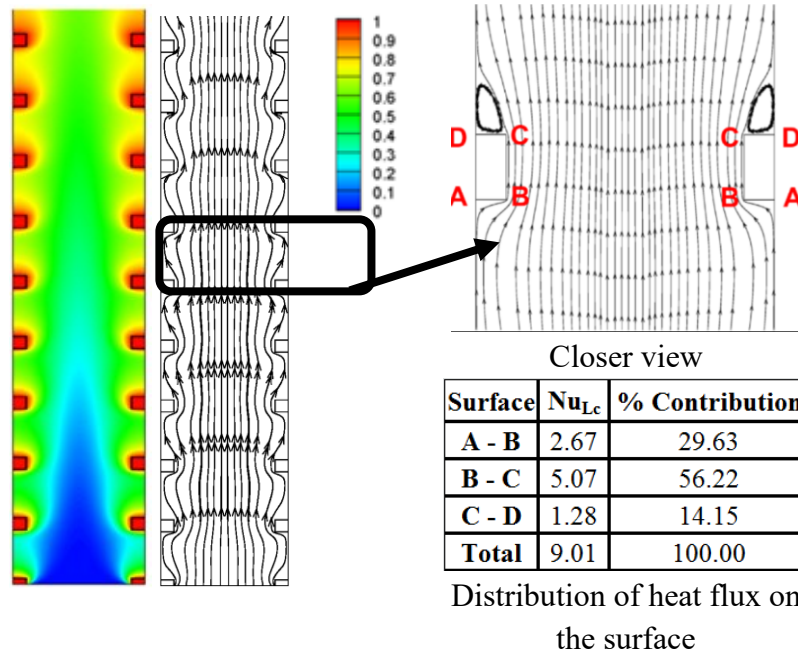 1
0.9
0.8
0.7
0.6
0.5
0.4
0.3
0.2
0.1
0
D C C D
A B B A
Closer view
Surface NuLc % Contribution
A - B 2.67 29.63
B - C 5.07 56.22
C - D 1.28 14.15
Total 9.01 100.00
Distribution of heat flux on
the surface